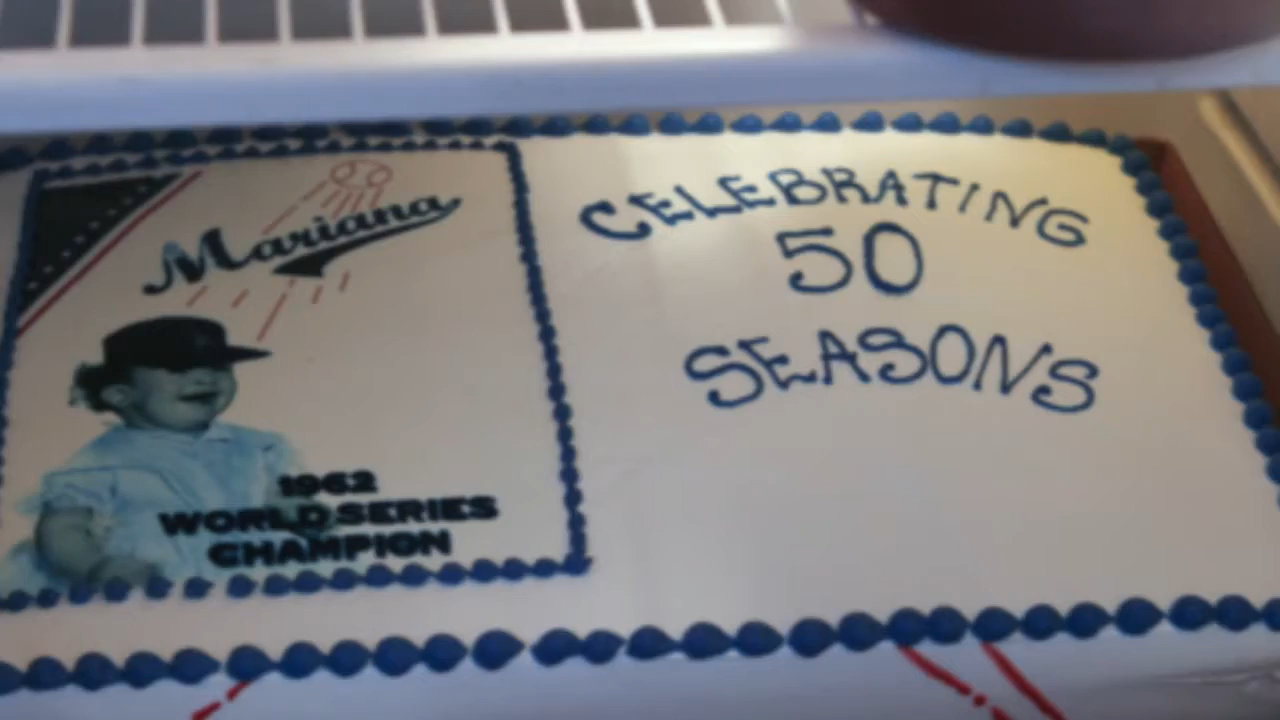 Mariana
1962
WORLD SERIES
CHAMPION
CELEBRATING
50
SEASONS